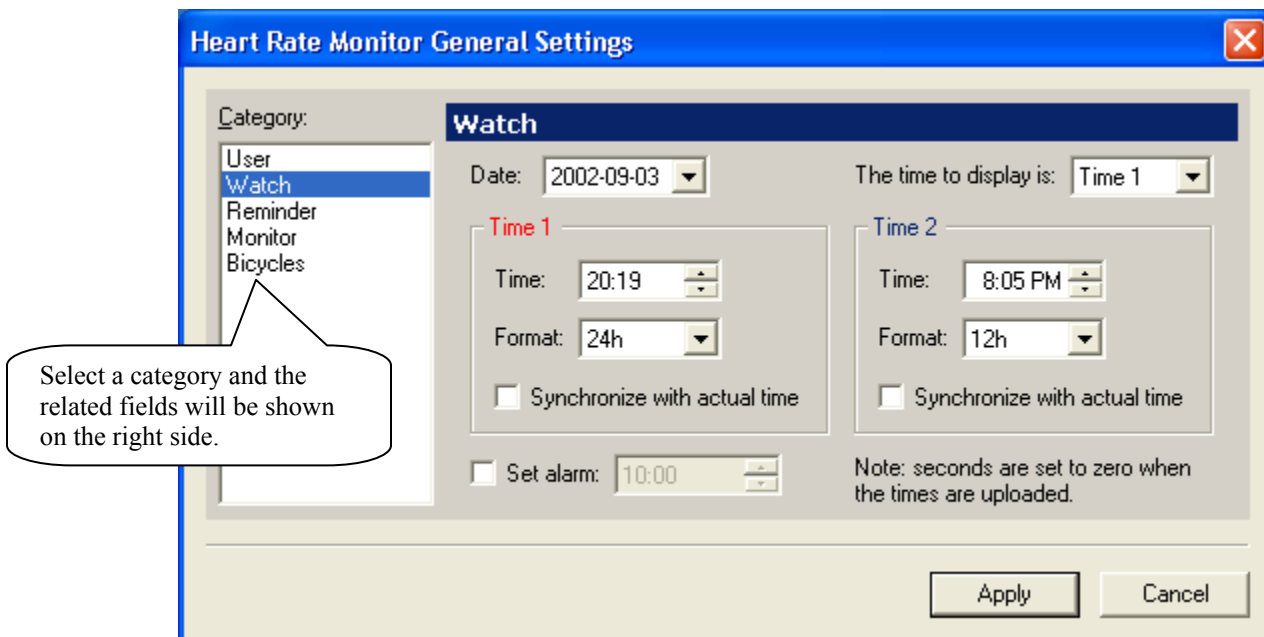 Heart Rate Monitor General Settings
Category:
User
Watch
Reminder
Monitor
Bicycles
Select a category and the
related fields will be shown
on the right side.
Watch
Date: 2002-09-03
The time to display is: Time 1
Time 1
Time: 20:19
Format: 24h
Synchronize with actual time
Time 2
Time: 8:05 PM
Format: 12h
Synchronize with actual time
Set alarm: 10:00
Note: seconds are set to zero when
the times are uploaded.
Apply
Cancel